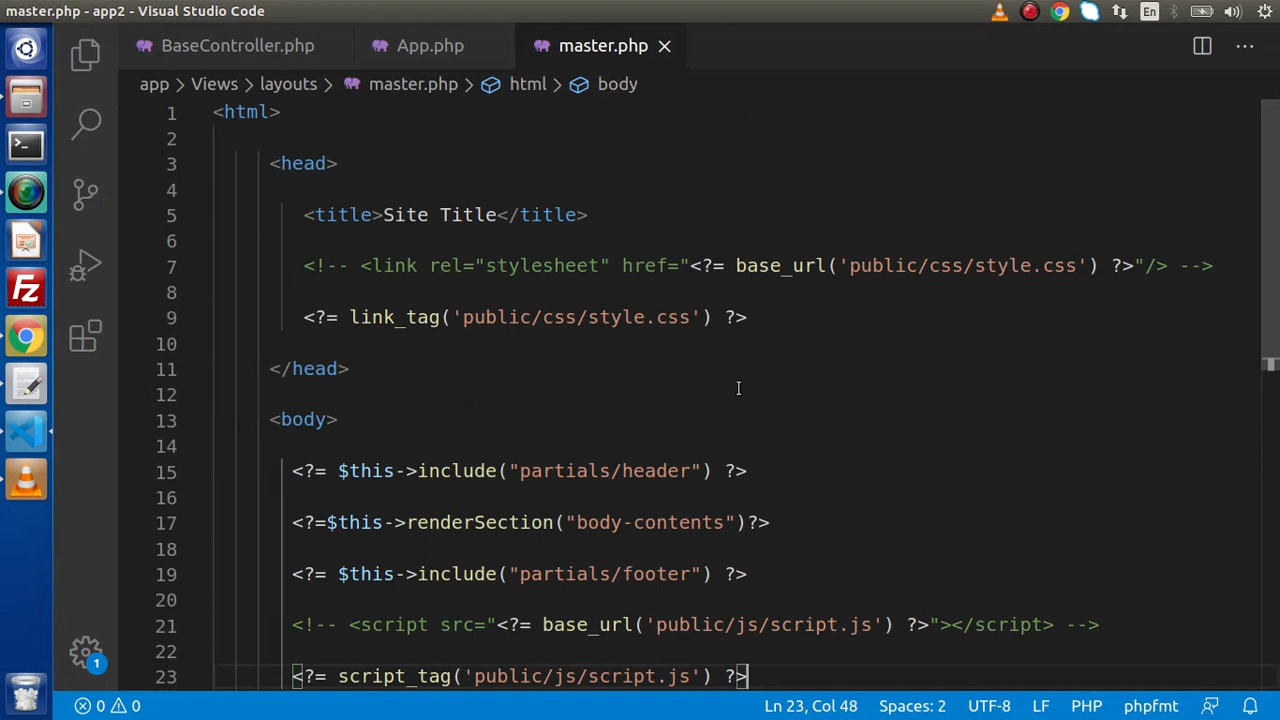 master.php - app2 - Visual Studio Code
En
BaseController.php
App.php
master.php
app > Views > layouts > master.php > html > body
1 <html>
2
3 <head>
4
5 <title>Site Title</title>
6
7 <!-- <link rel="stylesheet" href="<?= base_url('public/css/style.css') ?>"/> -->
8
9 <?= link_tag('public/css/style.css') ?>
10
11 </head>
12
13 <body>
14
15 <?= $this->include("partials/header") ?>
16
17 <?=$this->renderSection("body-contents")?>
18
19 <?= $this->include("partials/footer") ?>
20
21 <!-- <script src="<?= base_url('public/js/script.js') ?>"></script> -->
22
23 <?= script_tag('public/js/script.js') ?>
1
0 0 Ln 23, Col 48 Spaces: 2 UTF-8 LF PHP phpfmt